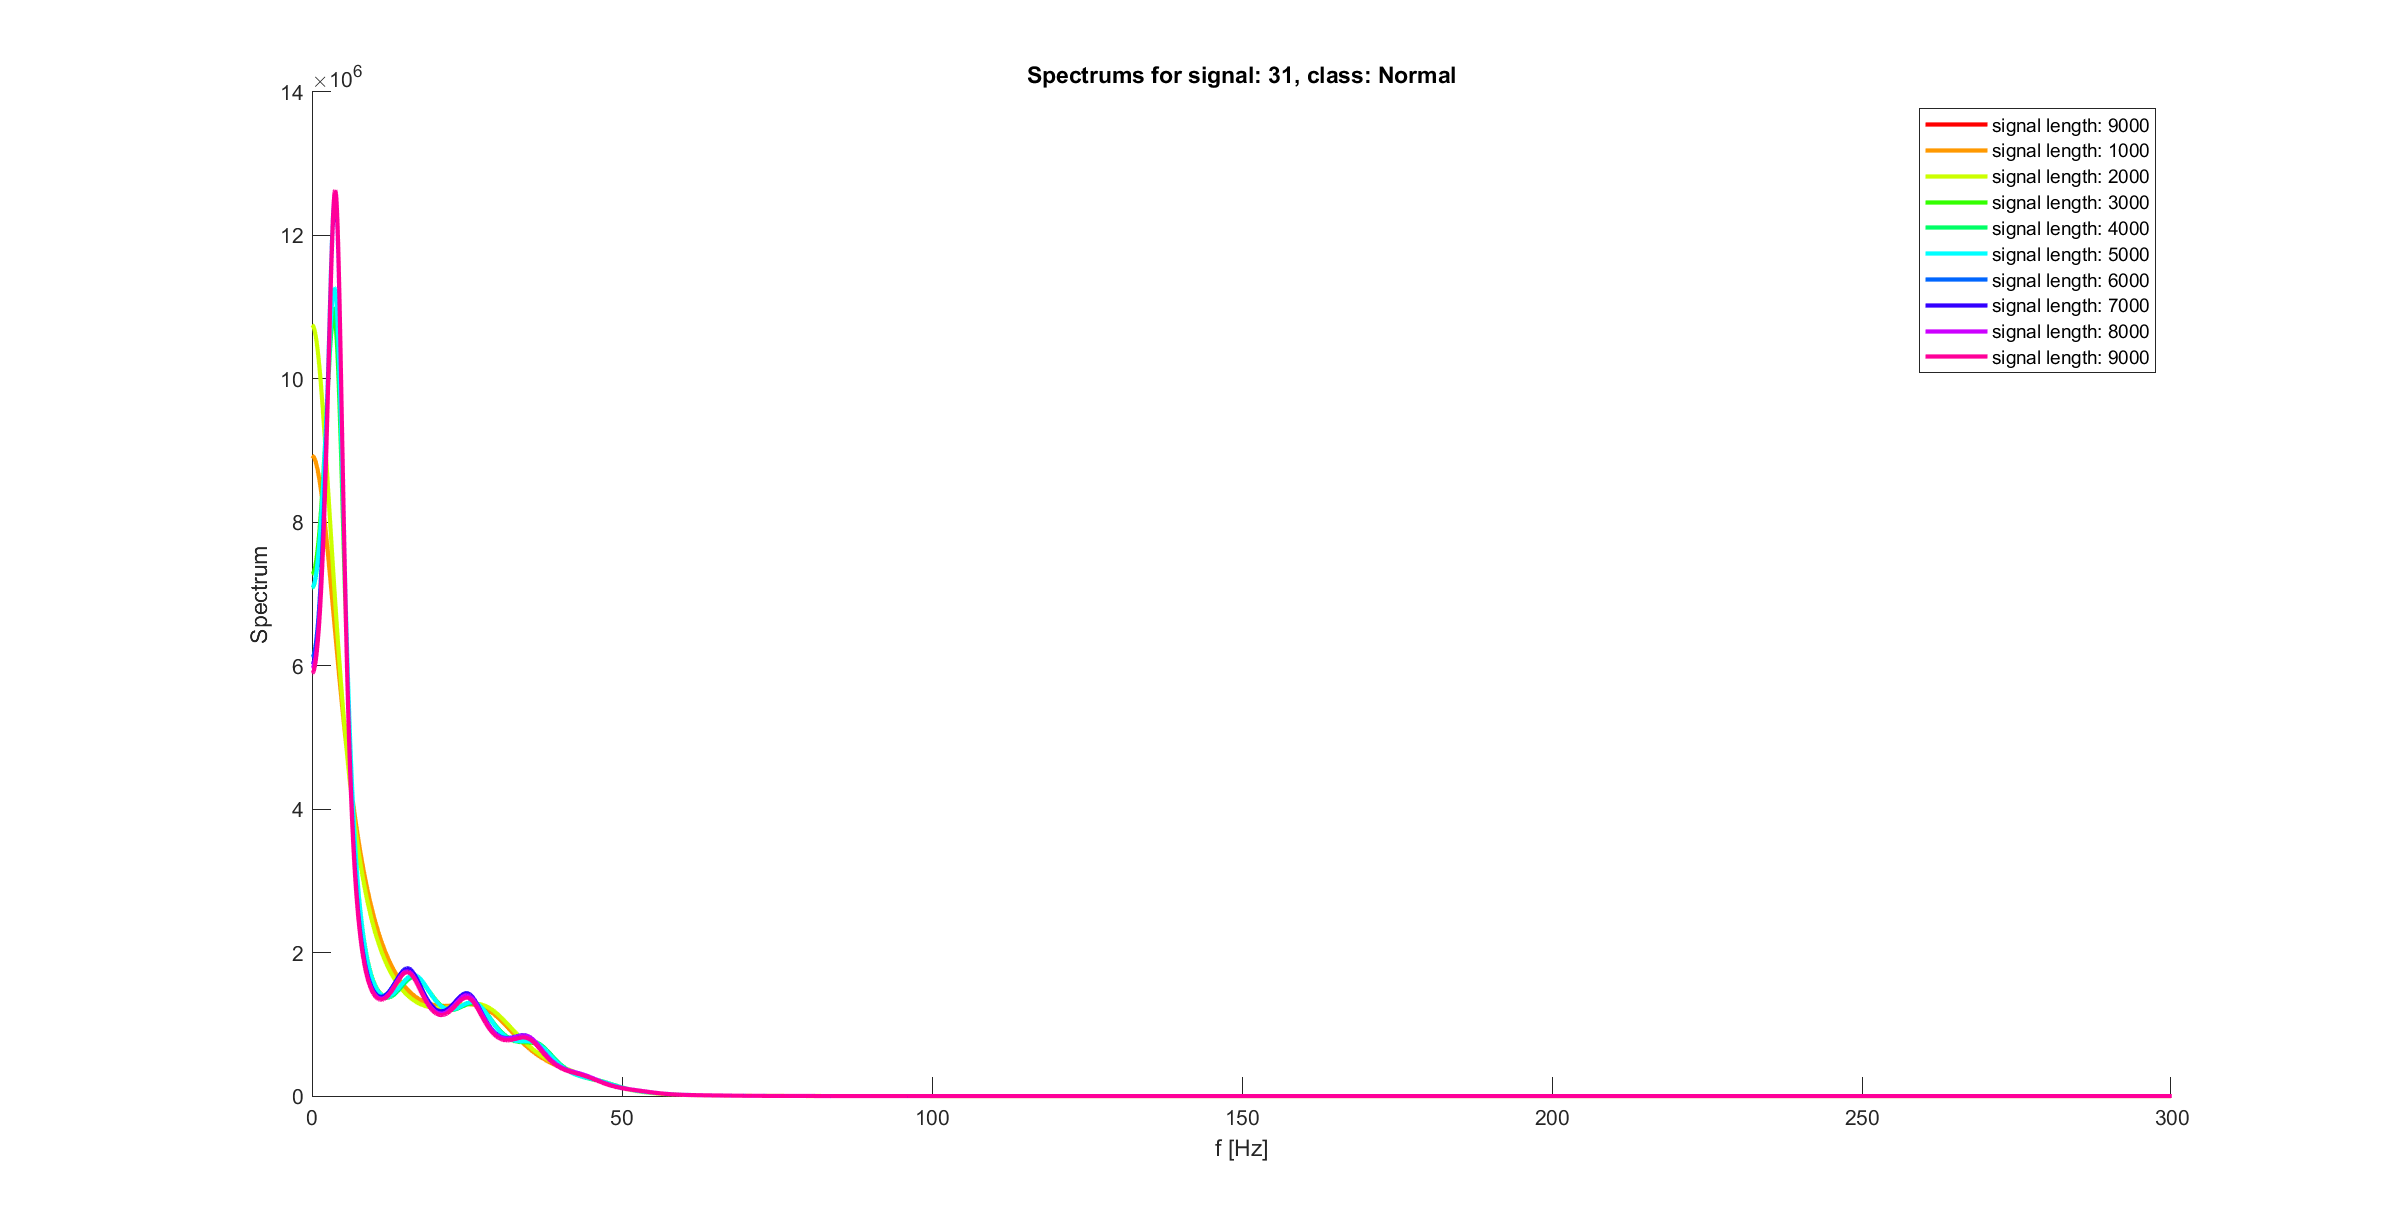 Spectrums for signal: 31, class: Normal
×10^6
14
12
10
8
6
4
2
0
Spectrum
0 50 100 150 200 250 300
f [Hz]
signal length: 9000
signal length: 1000
signal length: 2000
signal length: 3000
signal length: 4000
signal length: 5000
signal length: 6000
signal length: 7000
signal length: 8000
signal length: 9000